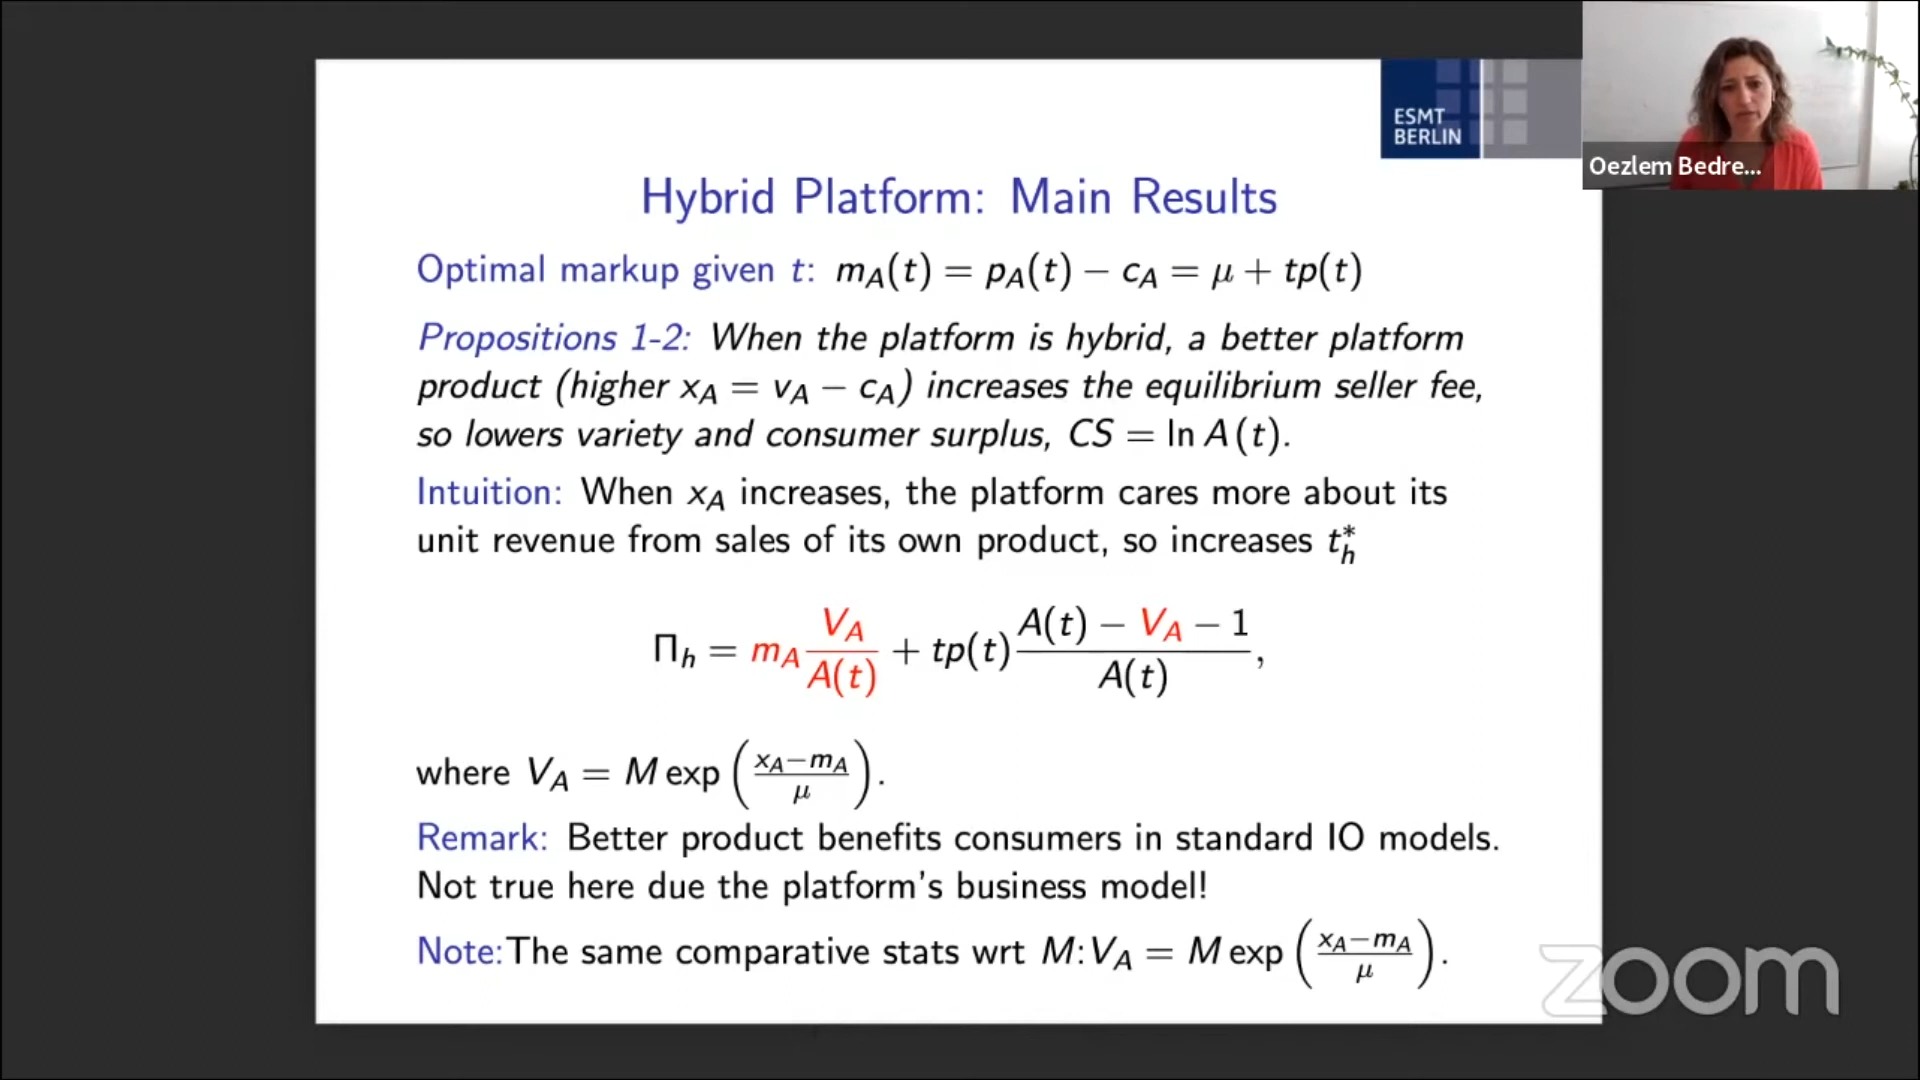 ESMT
BERLIN
Oezlem Bedre...
Hybrid Platform: Main Results
Optimal markup given t: m_A(t) = p_A(t) − c_A = μ + tp(t)
Propositions 1-2: When the platform is hybrid, a better platform
product (higher x_A = v_A − c_A) increases the equilibrium seller fee,
so lowers variety and consumer surplus, CS = ln A(t).
Intuition: When x_A increases, the platform cares more about its
unit revenue from sales of its own product, so increases t_h^*
Π_h = m_A V_A/A(t) + tp(t) (A(t) − V_A − 1)/A(t),
where V_A = M exp((x_A−m_A)/μ).
Remark: Better product benefits consumers in standard IO models.
Not true here due the platform's business model!
Note:The same comparative stats wrt M:V_A = M exp((x_A−m_A)/μ).
zoom